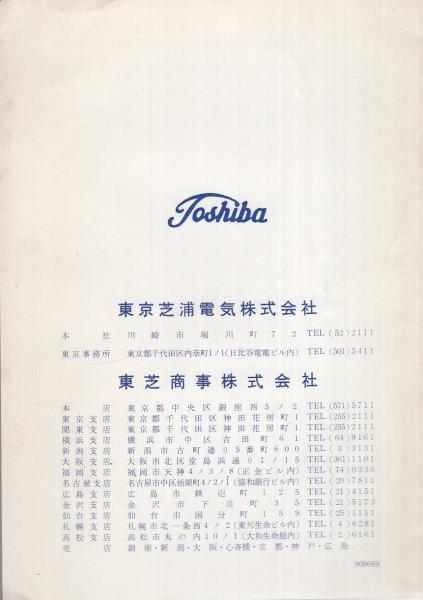 Toshiba
東京芝浦電気株式会社
本社 川崎市堀川町72 TEL (52)2111
東京事務所 東京都千代田区内幸町1ノ1(日比谷電電ビル内) TEL (501)5411
東芝商事株式会社
本店 東京都中央区銀座西5ノ2 TEL (571)5711
東京支店 東京都千代田区神田花房町1 TEL (255)2111
関東支店 東京都千代田区神田花房町1 TEL (255)2111
横浜支店 横浜市中区吉田町61 TEL (64)9161
新潟支店 新潟市古町通り5番町600 TEL (3)3131
大阪支店 大阪市北区堂島浜通り1ノ15 TEL (361)1101
福岡支店 福岡市天神4ノ3ノ8(正金ビル内) TEL (74)0336
名古屋支店 名古屋市中区 4ノ2ノ1(協和銀行ビル内) TEL (20)7811
広島支店 広島市鉄砲町125 TEL (21)4151
金沢支店 金沢市下堤町35 TEL (21)5173
仙台支店 仙台市国分町159 TEL (25)1111
札幌支店 札幌市北一条西4ノ2(東邦生命ビル内) TEL (4)6281
高松支店 高松市丸の内10ノ1(大和生命館内) TEL (2)6161
売店 銀座・新潟・大阪・心斎橋・京都・神戸・広島